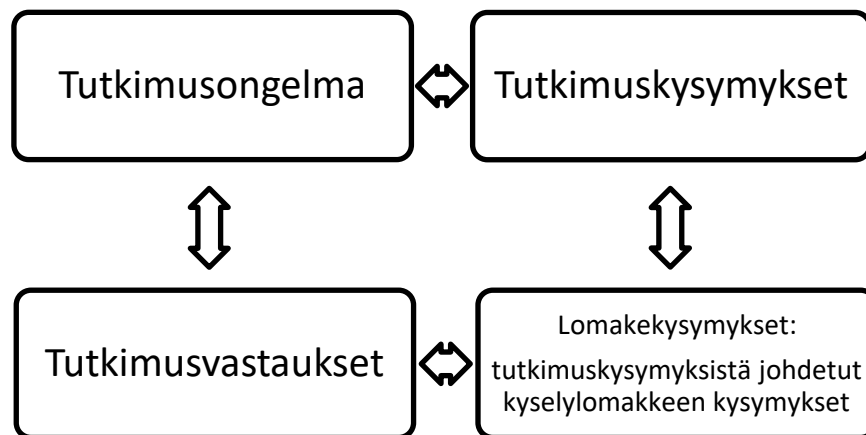 Tutkimusongelma
Tutkimuskysymykset
Tutkimusvastaukset
Lomakekysymykset:
tutkimuskysymyksistä johdetut
kyselylomakkeen kysymykset